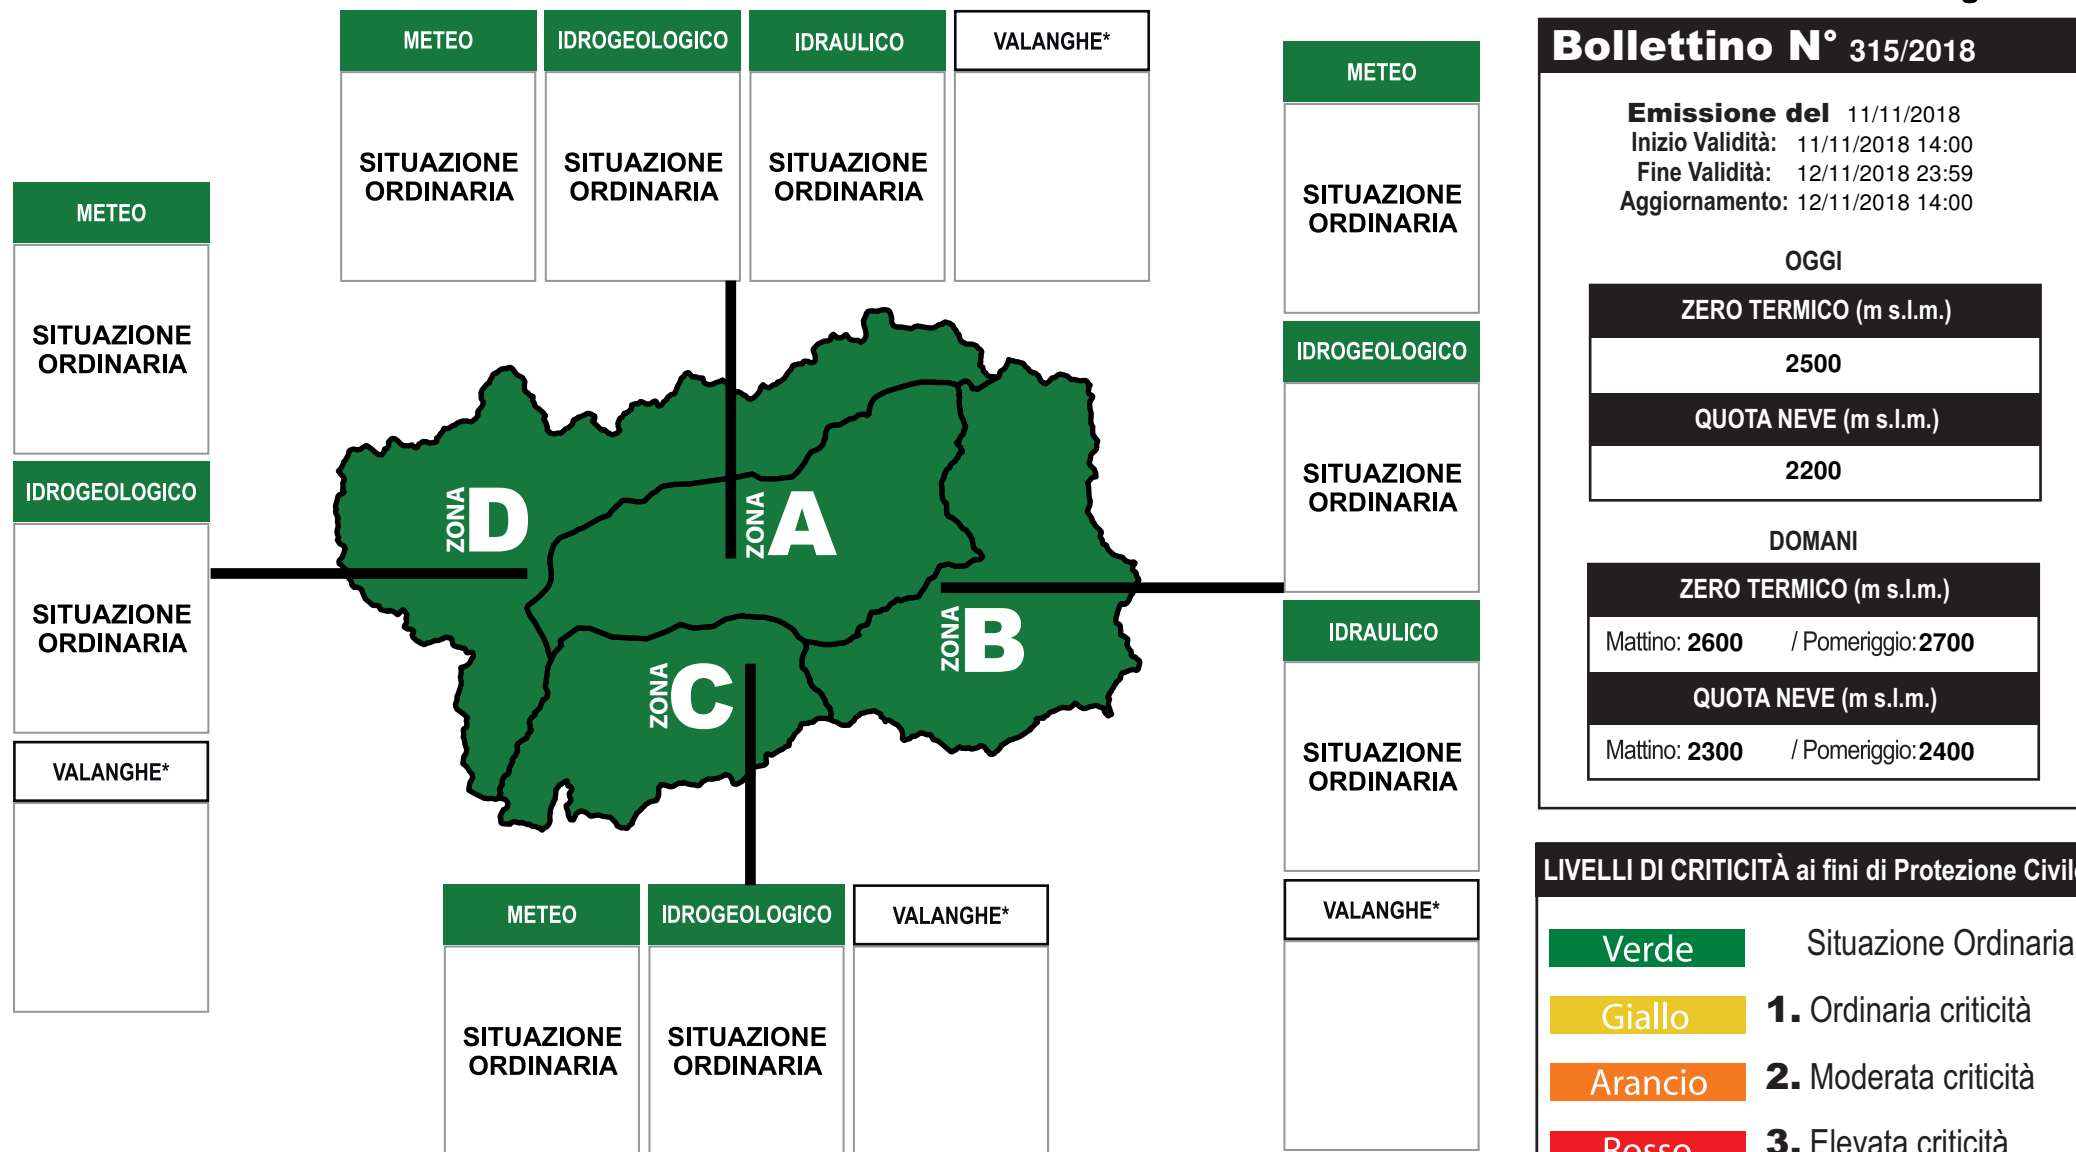 METEO IDROGEOLOGICO IDRAULICO VALANGHE*
SITUAZIONE ORDINARIA
SITUAZIONE ORDINARIA
SITUAZIONE ORDINARIA
METEO
SITUAZIONE
ORDINARIA
IDROGEOLOGICO
SITUAZIONE
ORDINARIA
VALANGHE*
ZONA D
ZONA A
ZONA B
ZONA C
METEO
SITUAZIONE
ORDINARIA
IDROGEOLOGICO
SITUAZIONE
ORDINARIA
IDRAULICO
SITUAZIONE
ORDINARIA
VALANGHE*
METEO IDROGEOLOGICO VALANGHE*
SITUAZIONE ORDINARIA
SITUAZIONE ORDINARIA
Bollettino N° 315/2018
Emissione del 11/11/2018
Inizio Validità: 11/11/2018 14:00
Fine Validità: 12/11/2018 23:59
Aggiornamento: 12/11/2018 14:00
OGGI
ZERO TERMICO (m s.l.m.)
2500
QUOTA NEVE (m s.l.m.)
2200
DOMANI
ZERO TERMICO (m s.l.m.)
Mattino: 2600 / Pomeriggio: 2700
QUOTA NEVE (m s.l.m.)
Mattino: 2300 / Pomeriggio: 2400
LIVELLI DI CRITICITÀ ai fini di Protezione Civile
Verde Situazione Ordinaria
Giallo 1. Ordinaria criticità
Arancio 2. Moderata criticità
Rosso 3. Elevata criticità